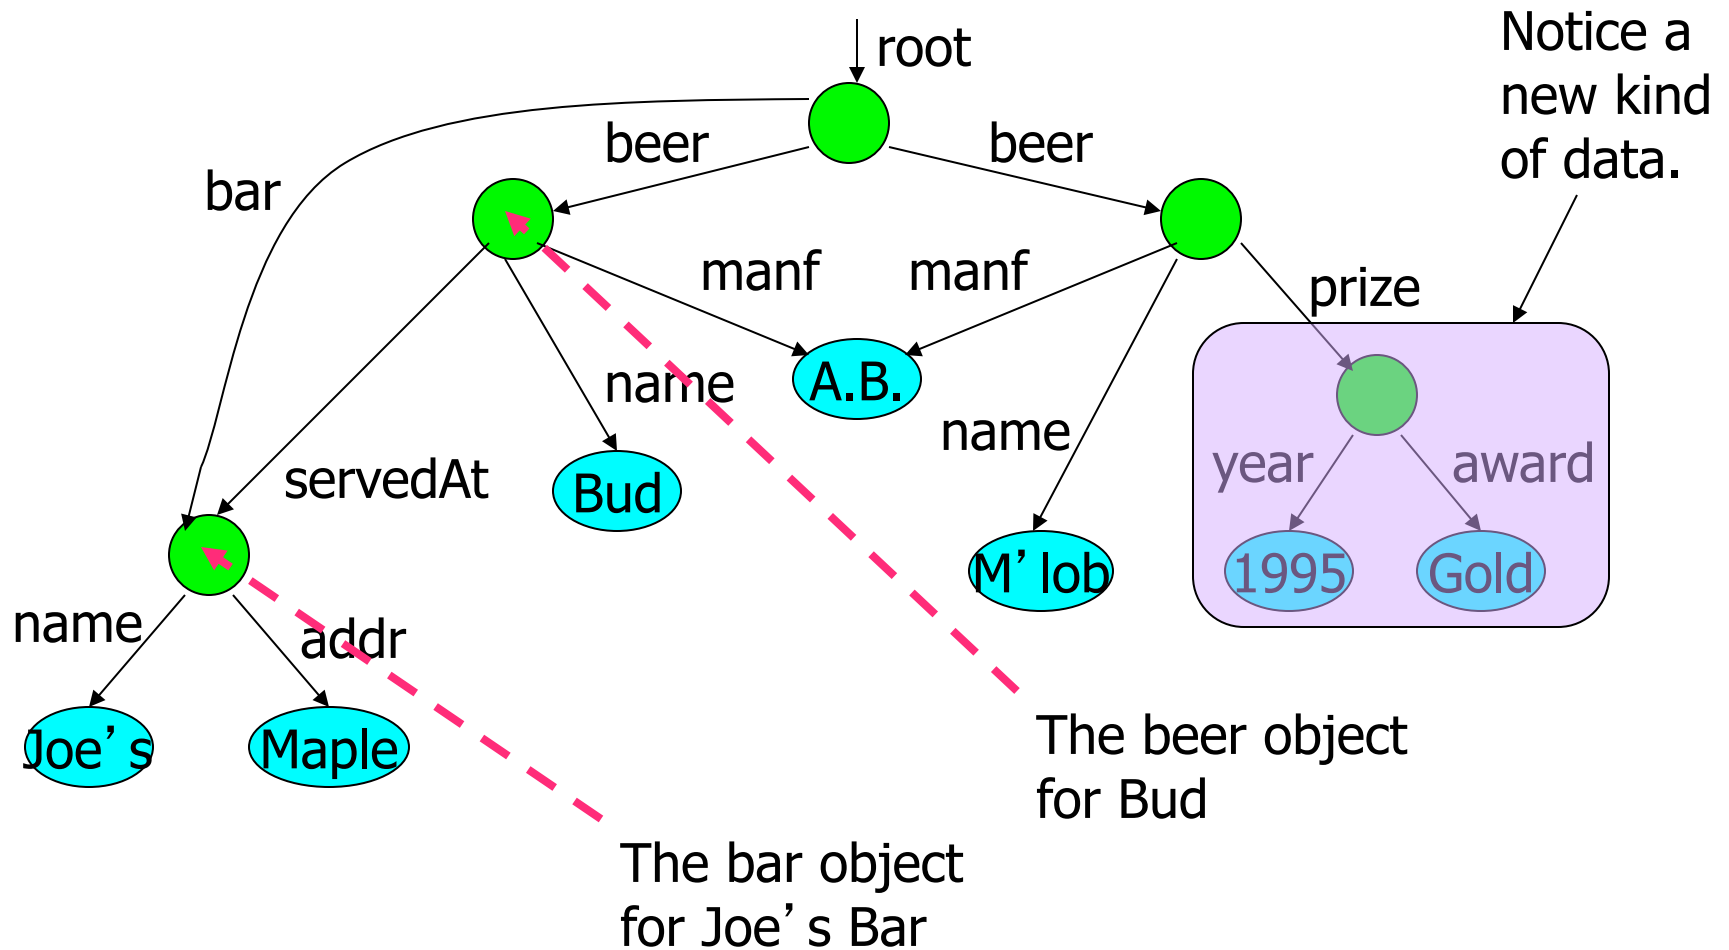 root
Notice a
new kind
of data.
beer
beer
bar
manf
manf
prize
A.B.
name
name
servedAt
Bud
year
award
M’lob
1995
Gold
name
addr
Joe’s
Maple
The beer object
for Bud
The bar object
for Joe’s Bar